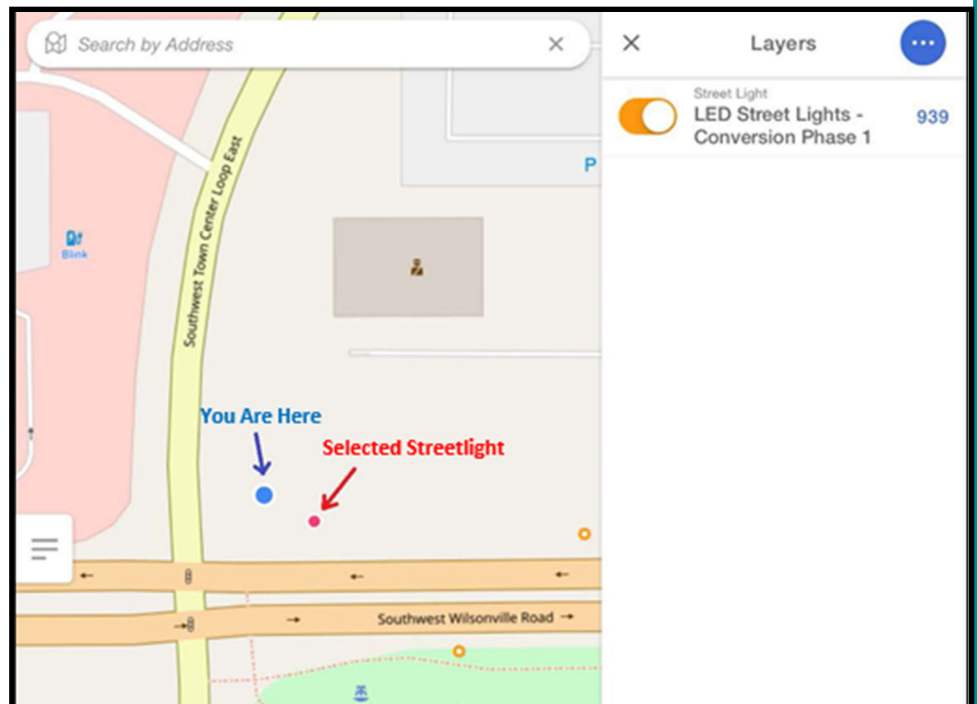 Search by Address
Layers
Street Light
LED Street Lights -
Conversion Phase 1
939
Southwest Town Center Loop East
P
Blink
You Are Here
Selected Streetlight
Southwest Wilsonville Road